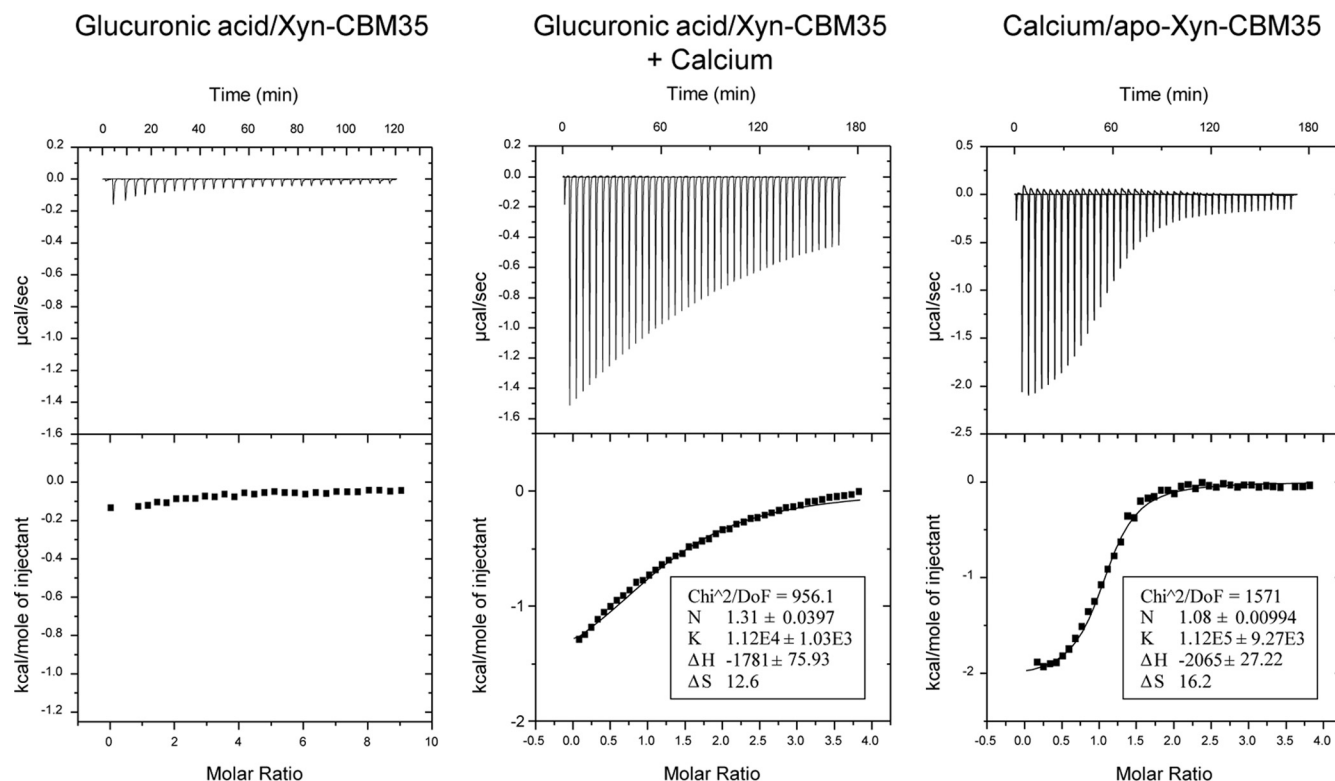 Glucuronic acid/Xyn-CBM35
Time (min)
0 20 40 60 80 100 120
0.2
0.0
-0.2
-0.4
-0.6
-0.8
-1.0
-1.2
-1.4
-1.6
µcal/sec
0.0
-0.2
-0.4
-0.6
-0.8
-1.0
-1.2
kcal/mole of injectant
0 2 4 6 8 10
Molar Ratio
Glucuronic acid/Xyn-CBM35
+ Calcium
Time (min)
0 60 120 180
0.2
0.0
-0.2
-0.4
-0.6
-0.8
-1.0
-1.2
-1.4
-1.6
µcal/sec
0
-1
-2
kcal/mole of injectant
Chi^2/DoF = 956.1
N 1.31 ± 0.0397
K 1.12E4 ± 1.03E3
ΔH -1781± 75.93
ΔS 12.6
-0.5 0.0 0.5 1.0 1.5 2.0 2.5 3.0 3.5 4.0
Molar Ratio
Calcium/apo-Xyn-CBM35
Time (min)
0 60 120 180
0.5
0.0
-0.5
-1.0
-1.5
-2.0
-2.5
µcal/sec
0
-1
-2
kcal/mole of injectant
Chi^2/DoF = 1571
N 1.08 ± 0.00994
K 1.12E5 ± 9.27E3
ΔH -2065± 27.22
ΔS 16.2
-0.5 0.0 0.5 1.0 1.5 2.0 2.5 3.0 3.5 4.0
Molar Ratio